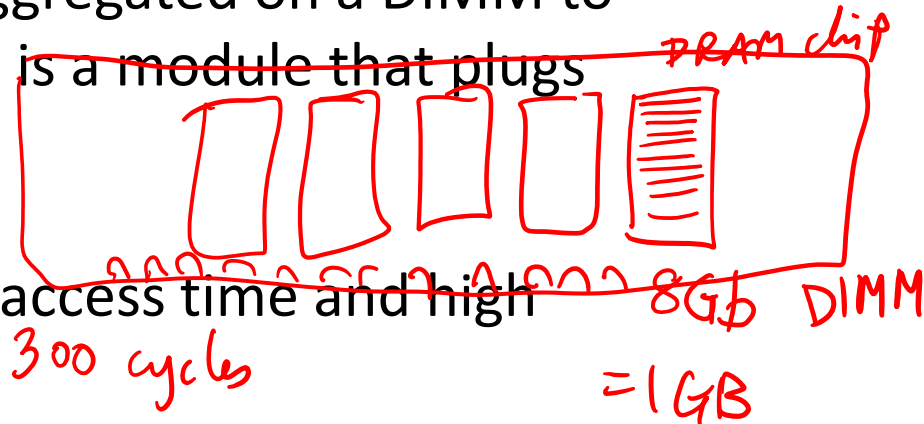 ggregated on a DIMM to
DRAM chip
is a module that plugs
access time and high
8Gb DIMM
300 cycles
=1GB